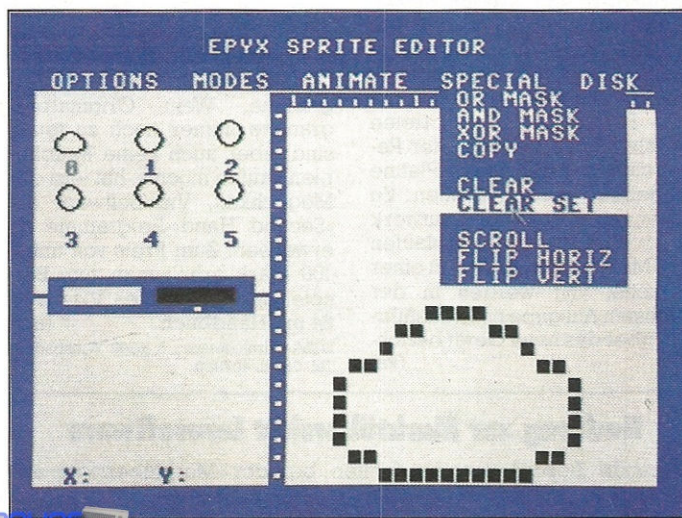 EPYX SPRITE EDITOR
OPTIONS MODES ANIMATE SPECIAL DISK
OR MASK
AND MASK
XOR MASK
COPY
CLEAR
CLEAR SET
SCROLL
FLIP HORIZ
FLIP VERT
0 1 2
3 4 5
X: Y: